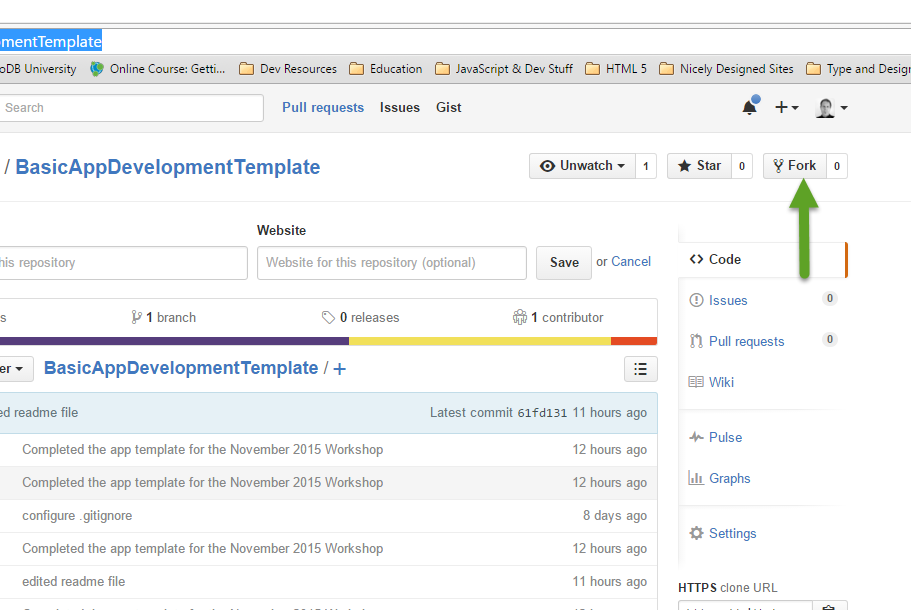 mentTemplate
oDB University Online Course: Getti... Dev Resources Education JavaScript & Dev Stuff HTML 5 Nicely Designed Sites Type and Design
Search Pull requests Issues Gist
/ BasicAppDevelopmentTemplate Unwatch 1 Star 0 Fork 0
Website
his repository Website for this repository (optional) Save or Cancel
Code
Issues 0
s 1 branch 0 releases 1 contributor
Pull requests 0
er BasicAppDevelopmentTemplate / +
Wiki
ed readme file Latest commit 61fd131 11 hours ago
Pulse
Completed the app template for the November 2015 Workshop 12 hours ago
Graphs
Completed the app template for the November 2015 Workshop 12 hours ago
configure .gitignore 8 days ago
Settings
Completed the app template for the November 2015 Workshop 12 hours ago
edited readme file 11 hours ago
HTTPS clone URL